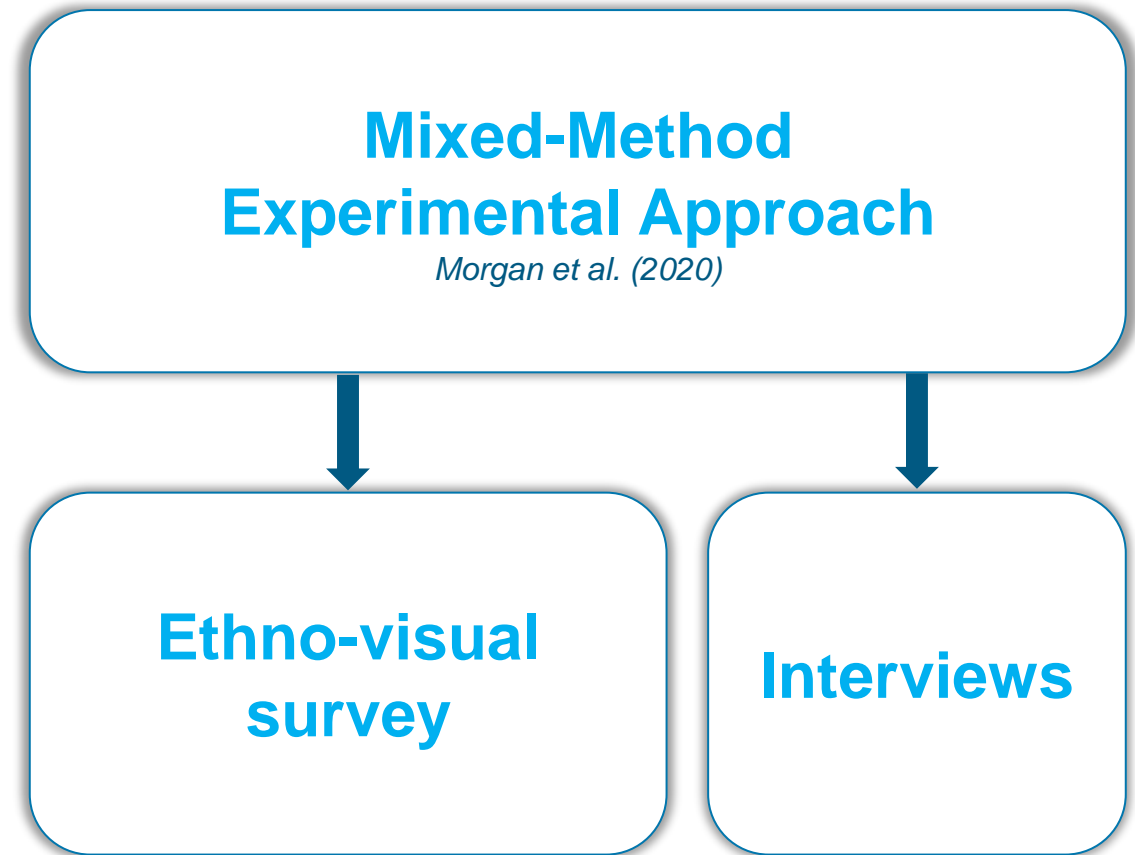 Mixed-Method
Experimental Approach
Morgan et al. (2020)
Ethno-visual
survey
Interviews